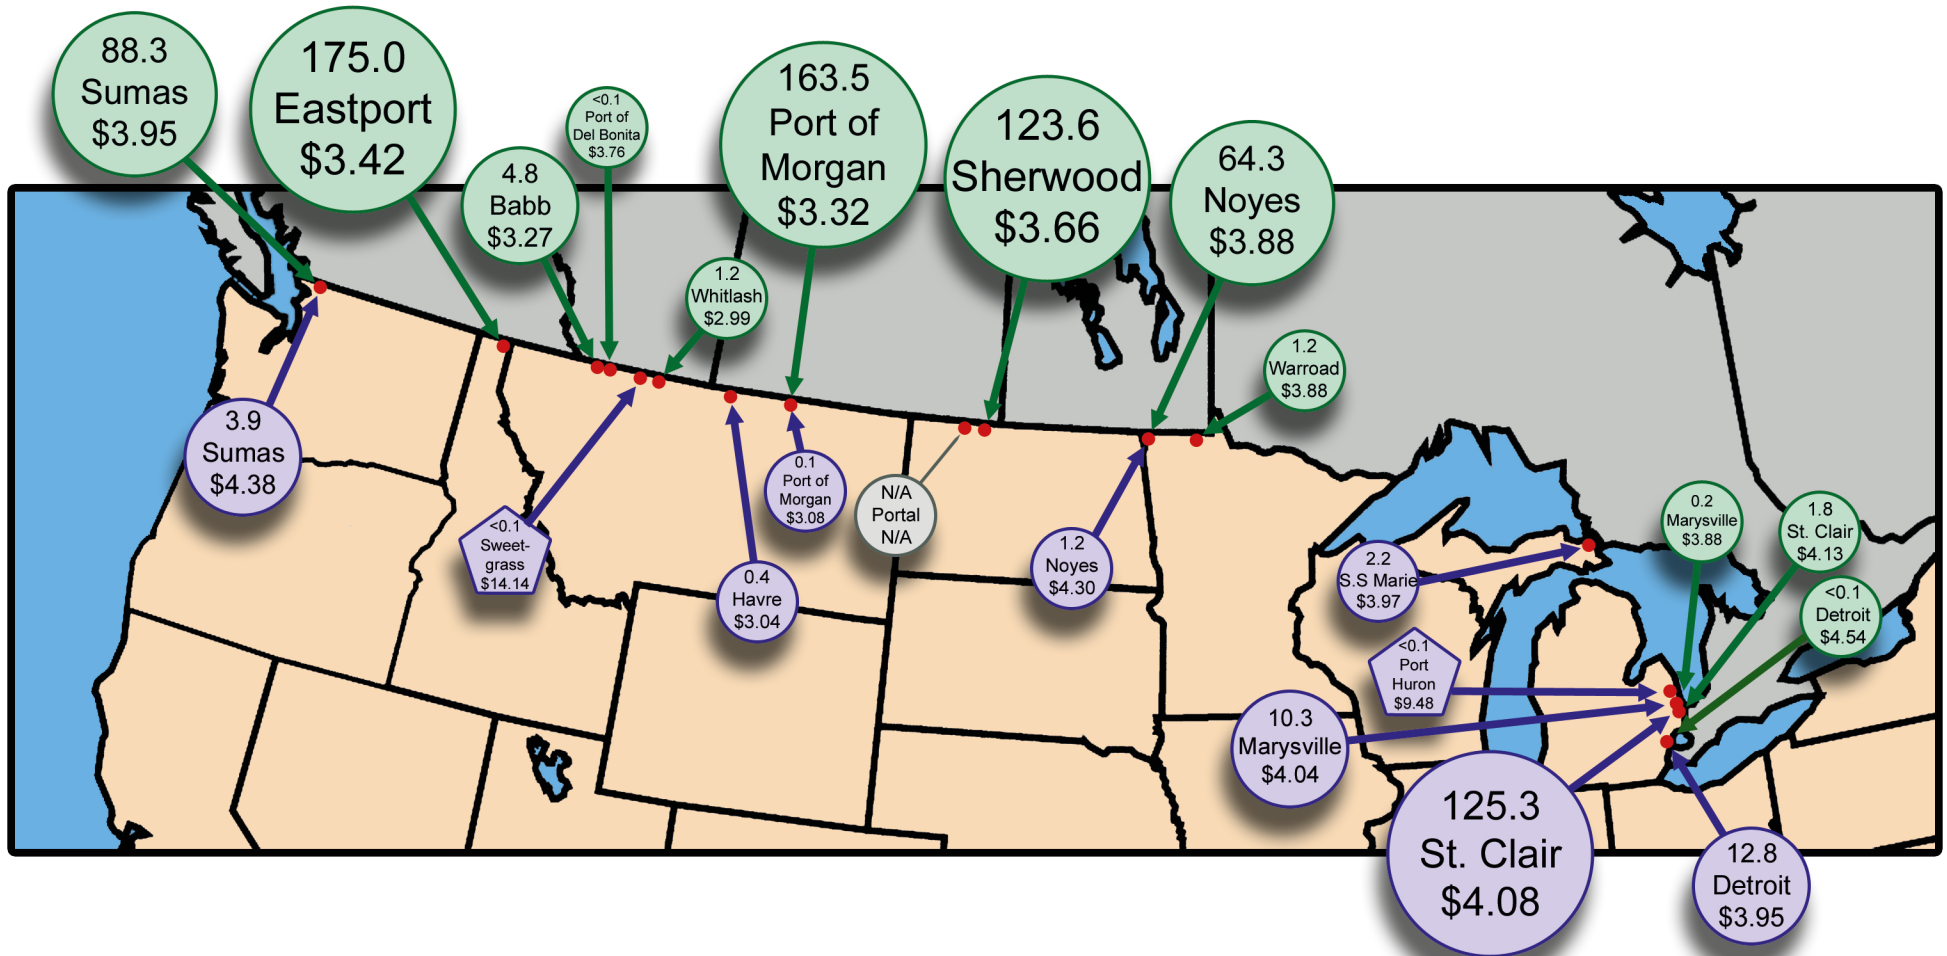 88.3
Sumas
$3.95
175.0
Eastport
$3.42
4.8
Babb
$3.27
<0.1
Port of
Del Bonita
$3.76
1.2
Whitlash
$2.99
163.5
Port of
Morgan
$3.32
123.6
Sherwood
$3.66
64.3
Noyes
$3.88
1.2
Warroad
$3.88
3.9
Sumas
$4.38
<0.1
Sweet-
grass
$14.14
0.4
Havre
$3.04
0.1
Port of
Morgan
$3.08
N/A
Portal
N/A
1.2
Noyes
$4.30
2.2
S.S Marie
$3.97
<0.1
Port
Huron
$9.48
10.3
Marysville
$4.04
125.3
St. Clair
$4.08
12.8
Detroit
$3.95
0.2
Marysville
$3.88
1.8
St. Clair
$4.13
<0.1
Detroit
$4.54